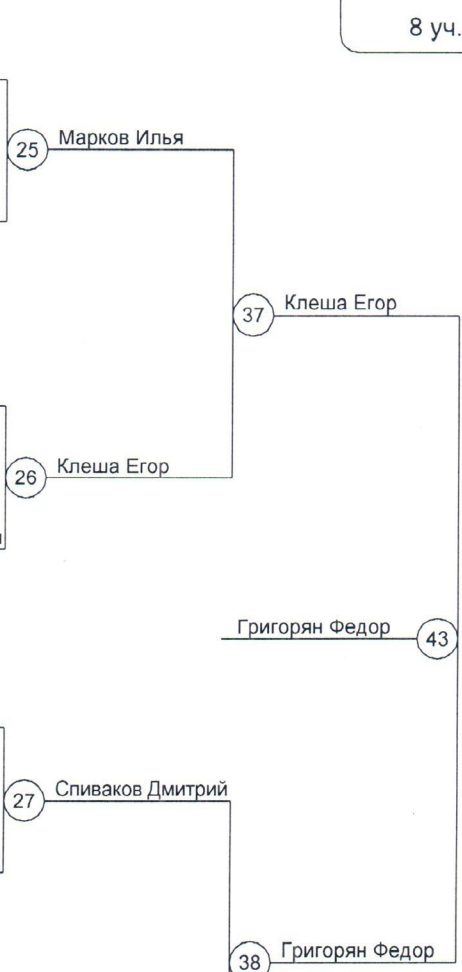 8 уч.
25 Марков Илья
37 Клеша Егор
26 Клеша Егор
Григорян Федор 43
27 Спиваков Дмитрий
38 Григорян Федор